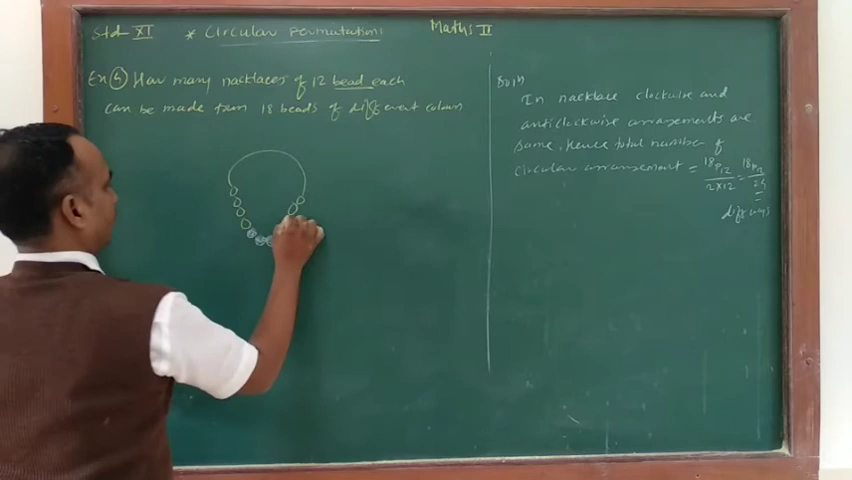 Std XI * Circular Permutations Maths II
Ex (5) How many necklaces of 12 bead each
can be made from 18 beads of different colours
Soln
In necklace clockwise and
anticlockwise arrangements are
same, Hence total number of
circular arrangement = 18P12/2×12 = 18P12/24
diff ways